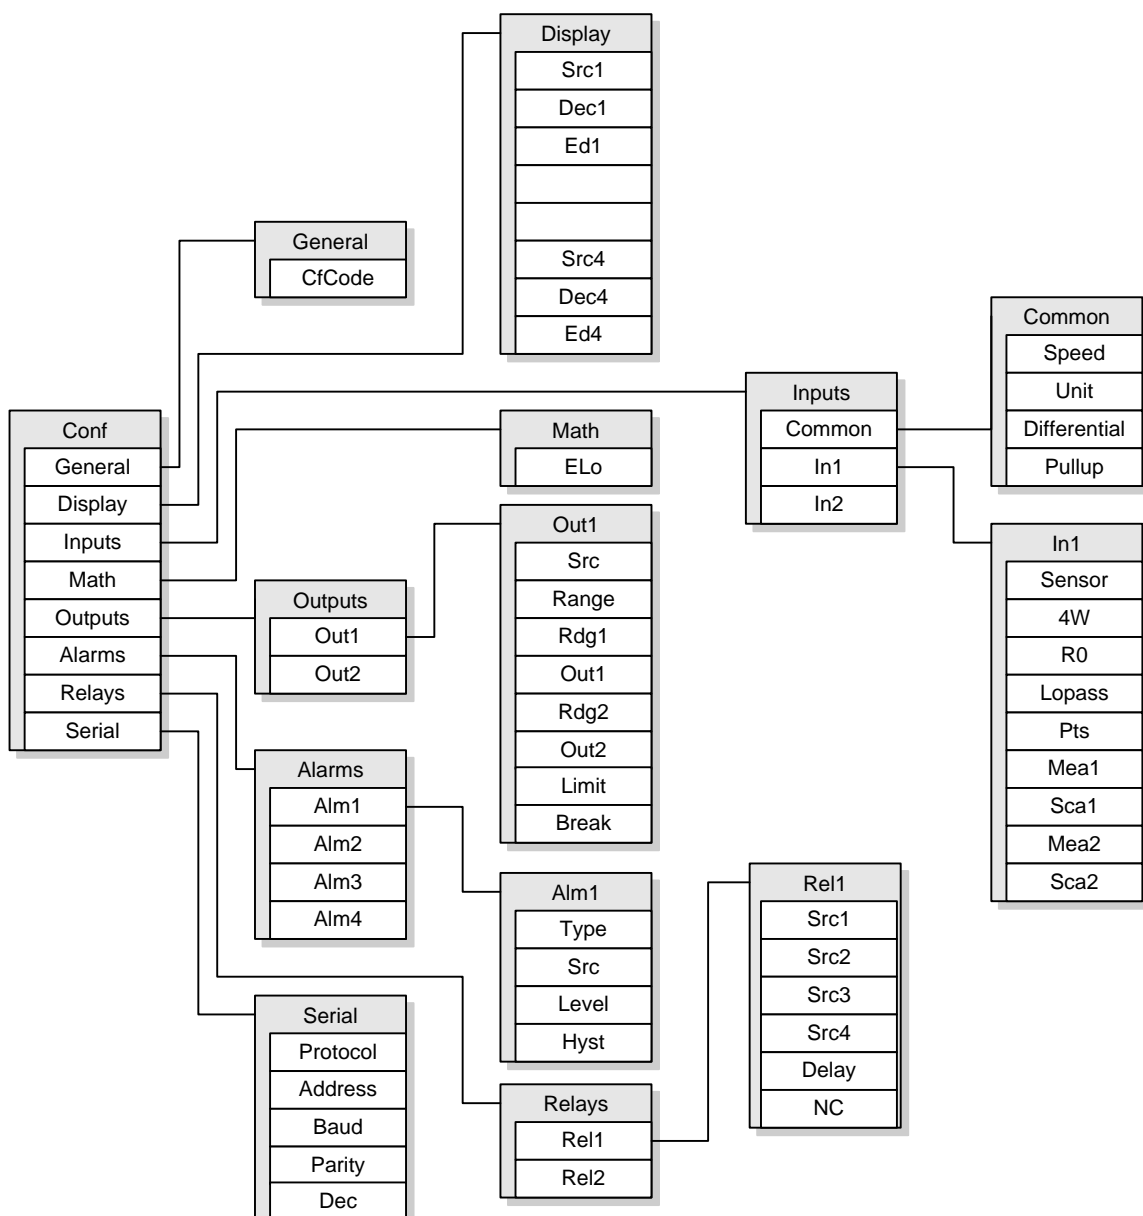 Display
Src1
Dec1
Ed1
Src4
Dec4
Ed4
General
CfCode
Common
Speed
Unit
Differential
Pullup
Inputs
Common
In1
In2
Conf
General
Display
Inputs
Math
Outputs
Alarms
Relays
Serial
Math
ELo
Out1
Src
Range
Rdg1
Out1
Rdg2
Out2
Limit
Break
In1
Sensor
4W
R0
Lopass
Pts
Mea1
Sca1
Mea2
Sca2
Outputs
Out1
Out2
Alarms
Alm1
Alm2
Alm3
Alm4
Alm1
Type
Src
Level
Hyst
Rel1
Src1
Src2
Src3
Src4
Delay
NC
Serial
Protocol
Address
Baud
Parity
Dec
Relays
Rel1
Rel2